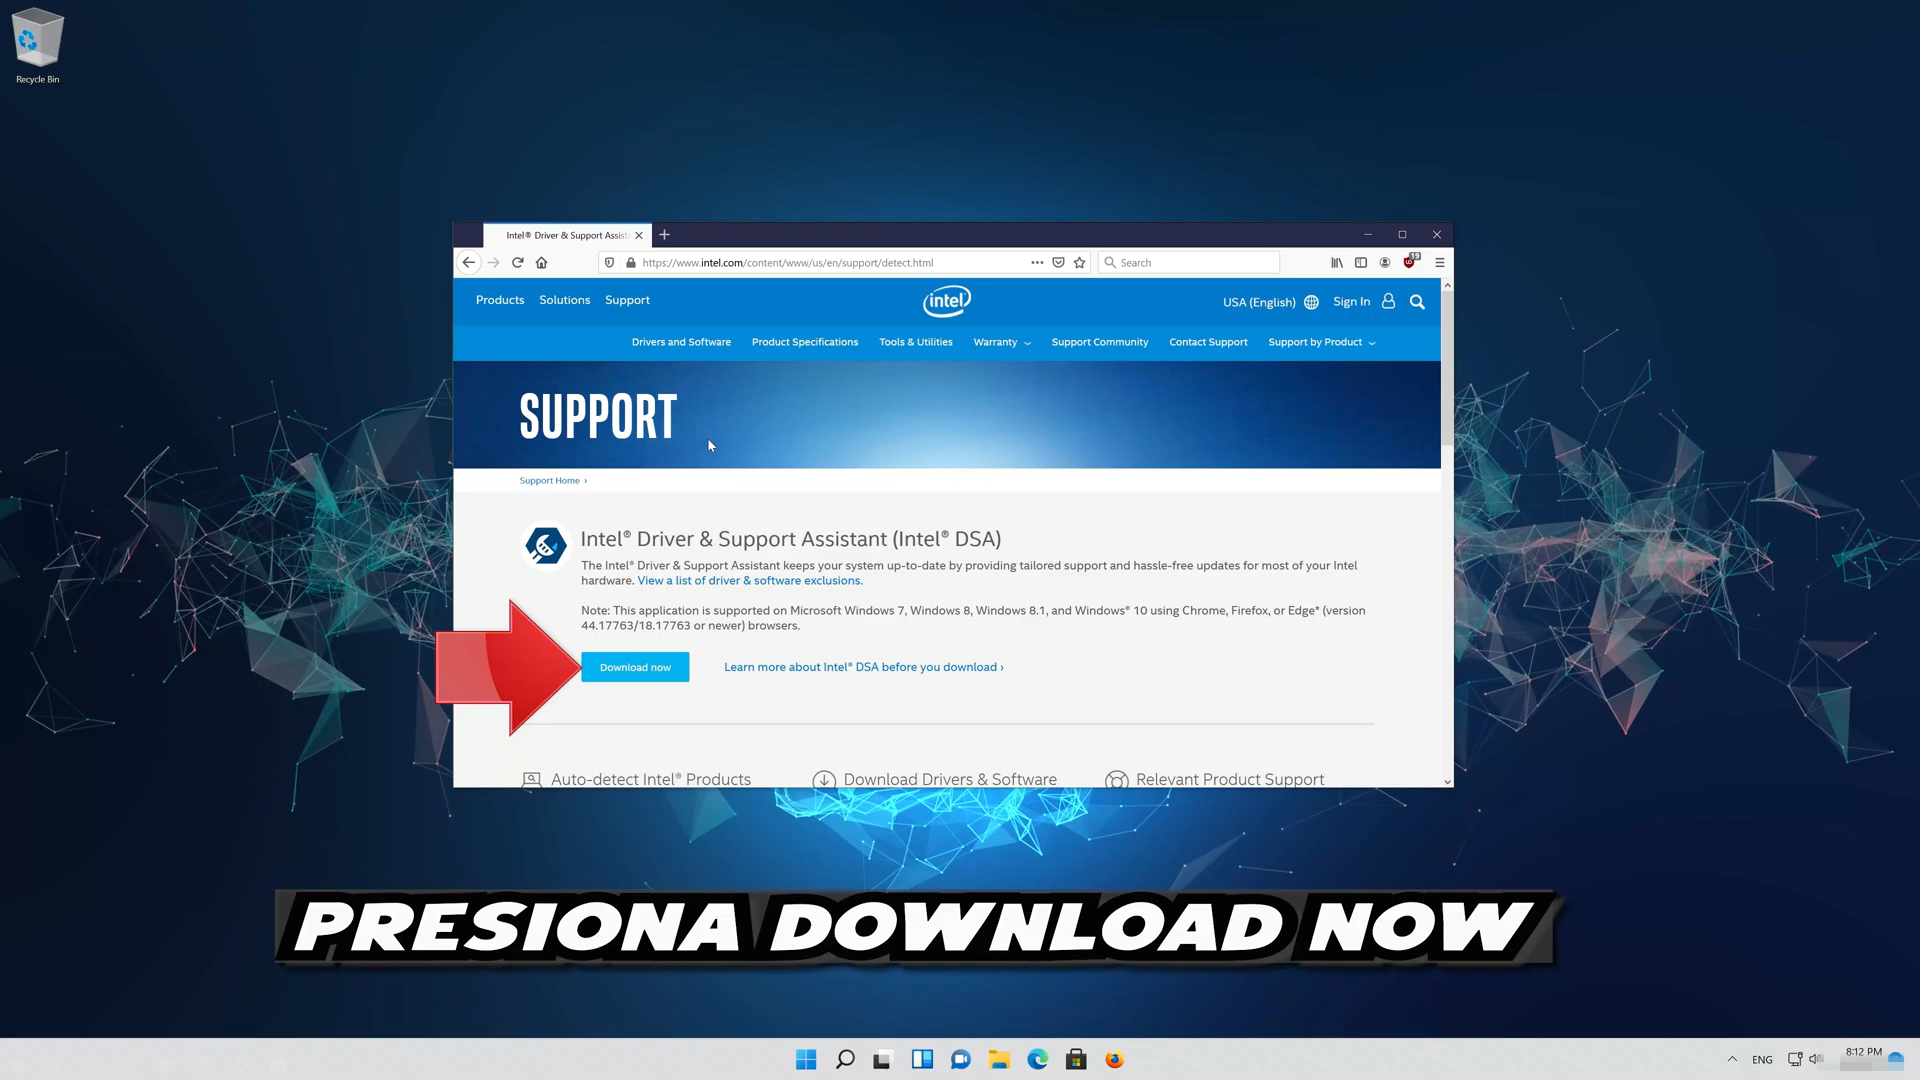 Recycle Bin
Intel® Driver & Support Assist
https://www.intel.com/content/www/us/en/support/detect.html
Search
19
Products Solutions Support
intel
USA (English) Sign In
Drivers and Software Product Specifications Tools & Utilities Warranty Support Community Contact Support Support by Product
SUPPORT
Support Home ›
Intel® Driver & Support Assistant (Intel® DSA)
The Intel® Driver & Support Assistant keeps your system up-to-date by providing tailored support and hassle-free updates for most of your Intel
hardware. View a list of driver & software exclusions.
Note: This application is supported on Microsoft Windows 7, Windows 8, Windows 8.1, and Windows® 10 using Chrome, Firefox, or Edge* (version
44.17763/18.17763 or newer) browsers.
Download now
Learn more about Intel® DSA before you download ›
Auto-detect Intel® Products Download Drivers & Software Relevant Product Support
PRESIONA DOWNLOAD NOW
ENG
8:12 PM